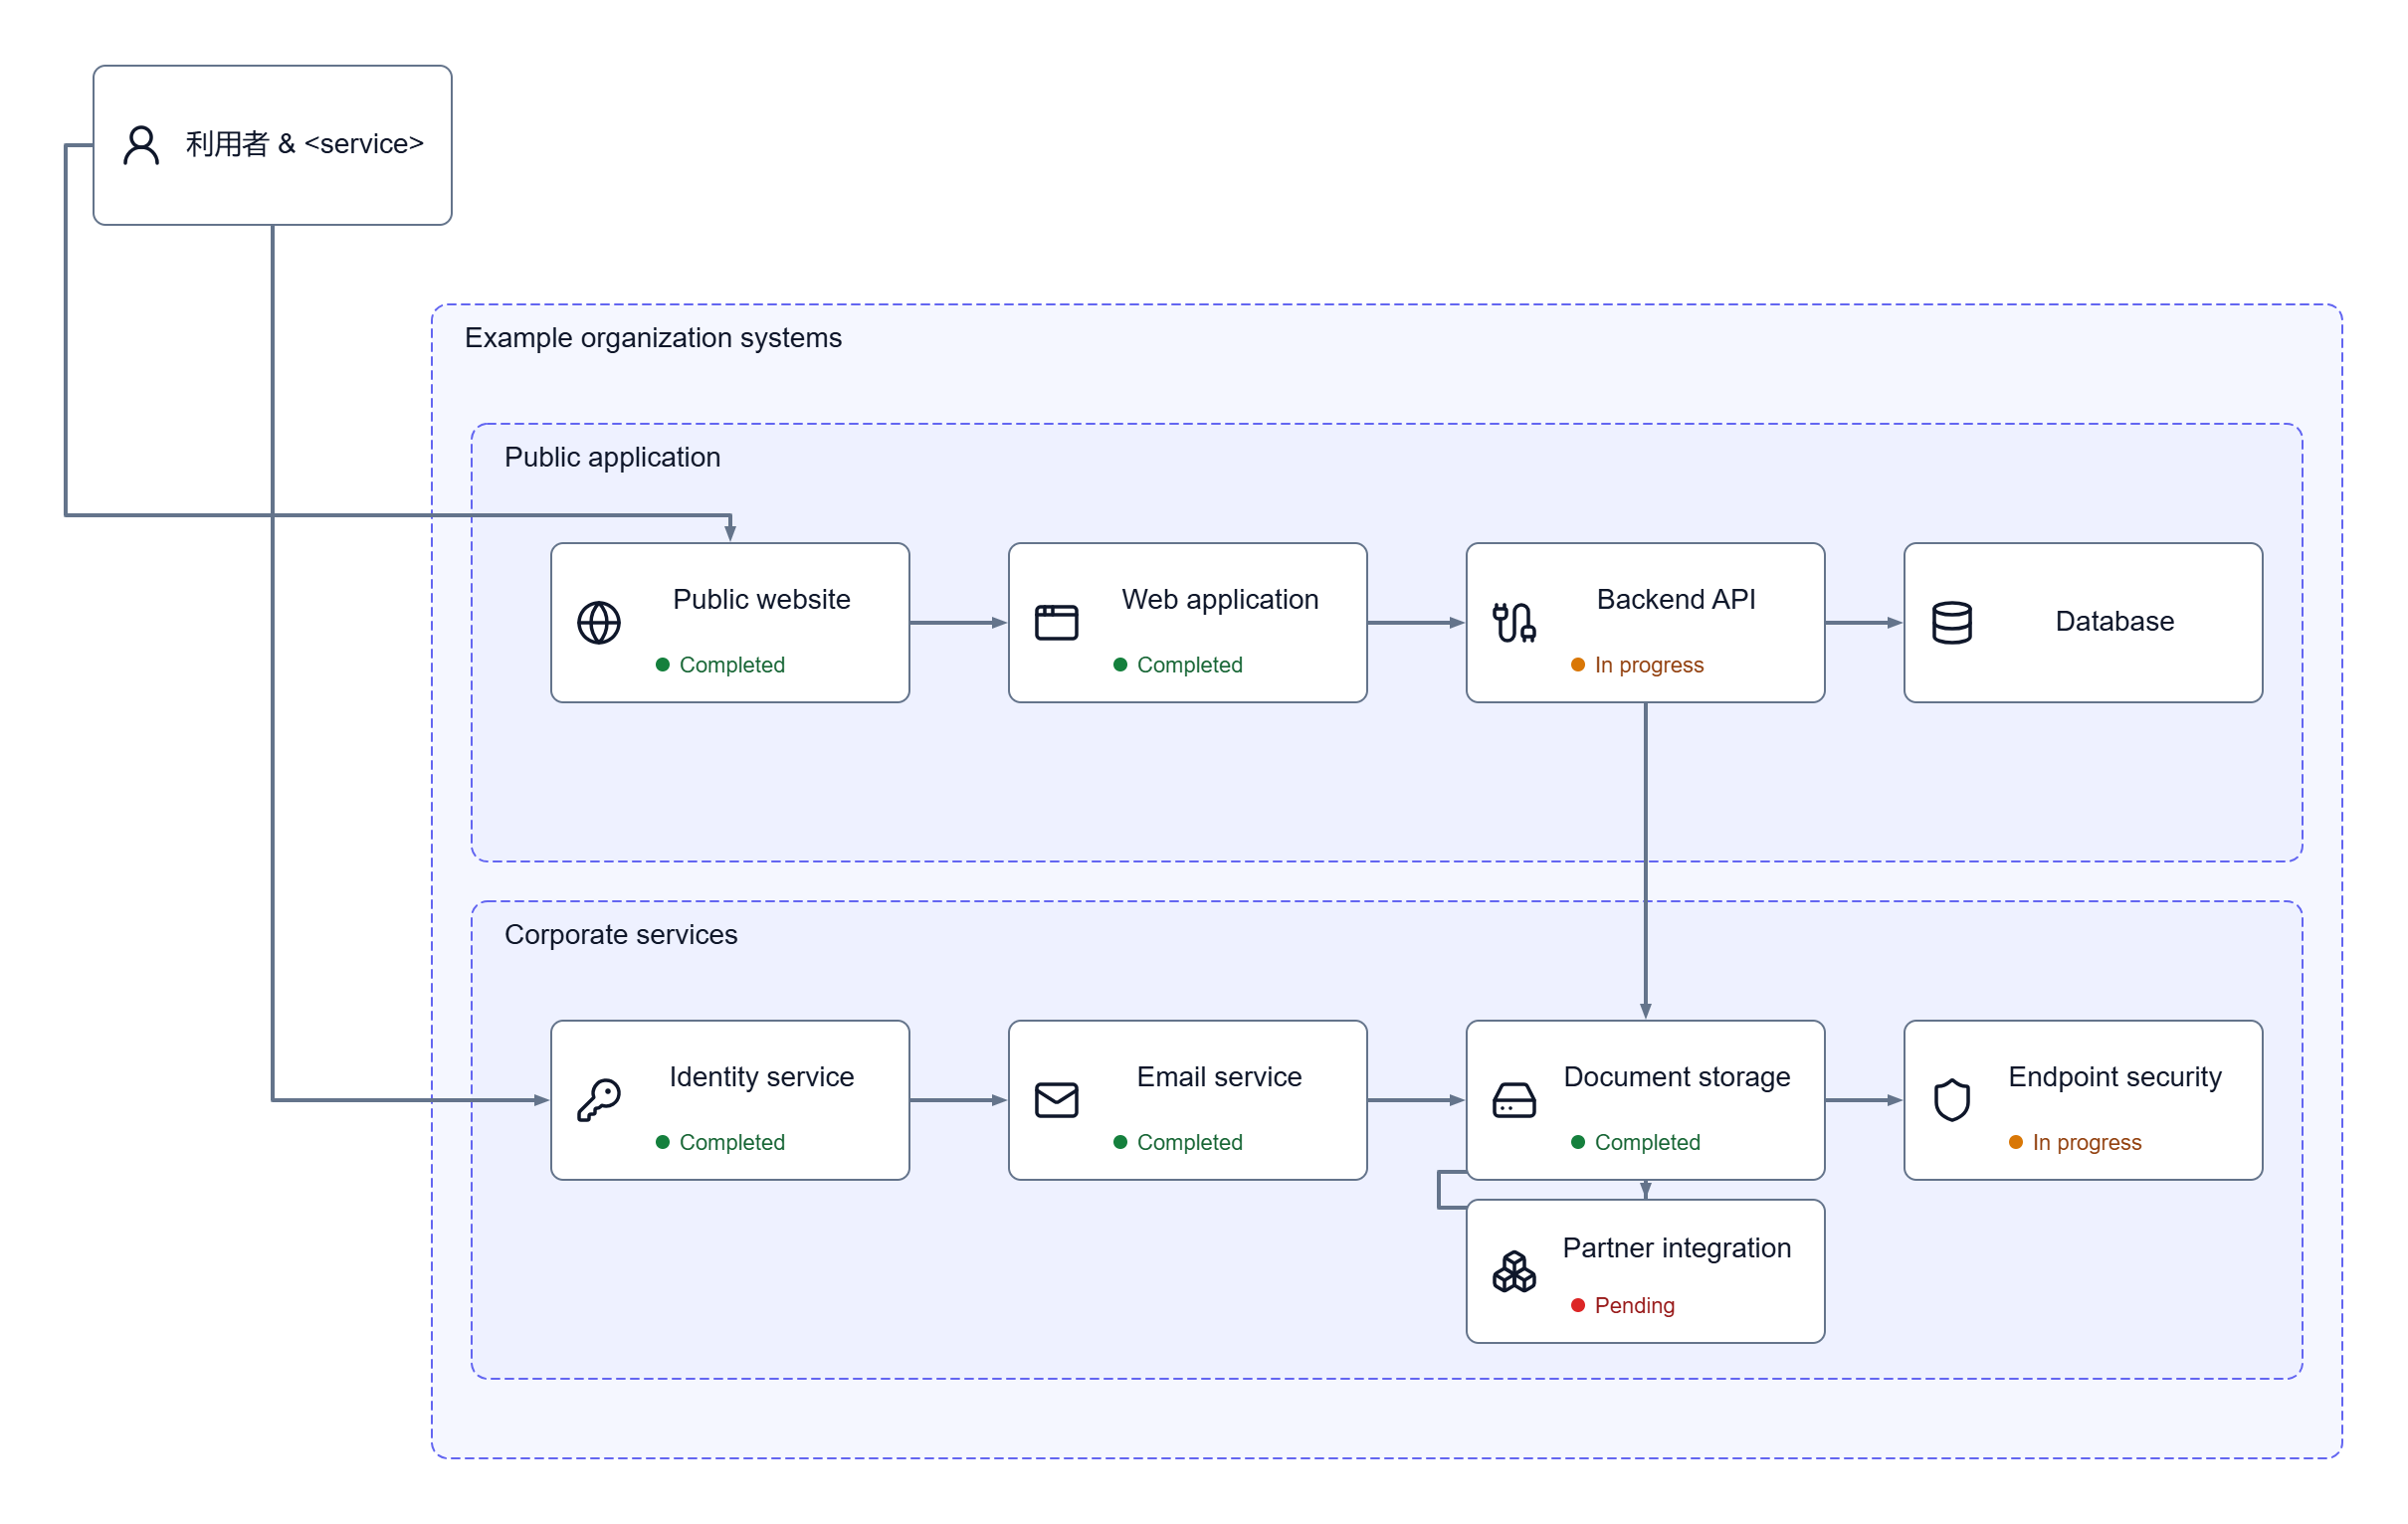 利用者 & <service>
Example organization systems
Public application
Public website
Completed
Web application
Completed
Backend API
In progress
Database
Corporate services
Identity service
Completed
Email service
Completed
Document storage
Completed
Endpoint security
In progress
Partner integration
Pending